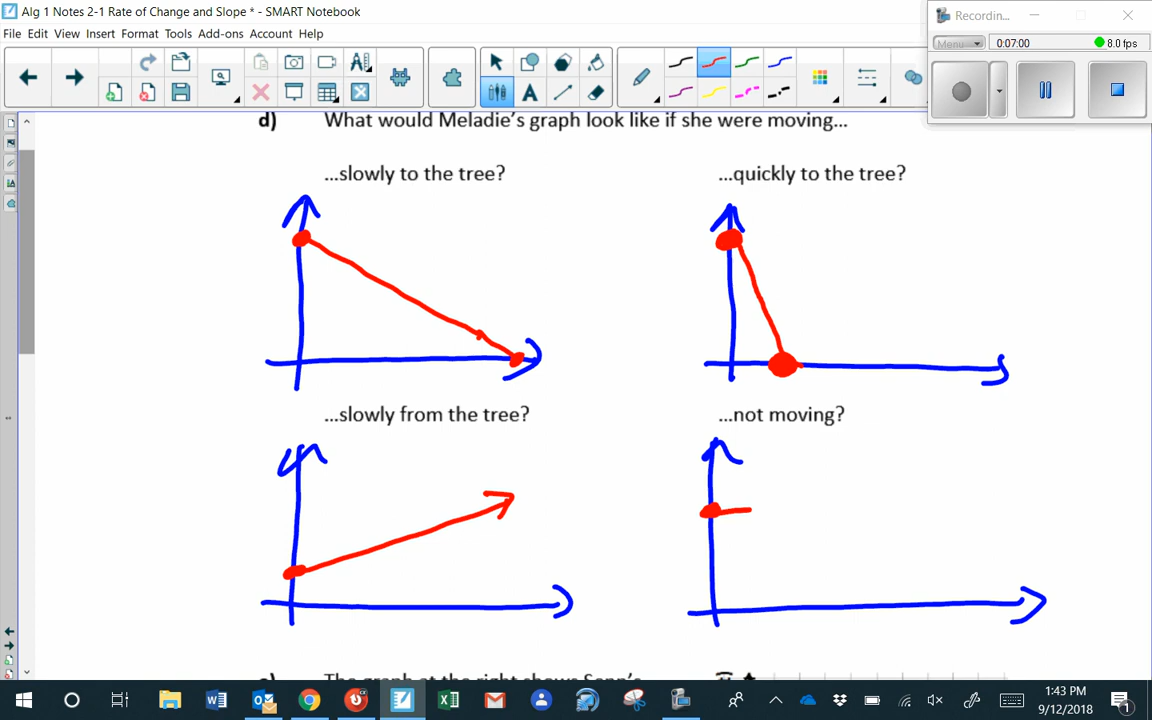 Alg 1 Notes 2-1 Rate of Change and Slope * - SMART Notebook
Recordin...
File Edit View Insert Format Tools Add-ons Account Help
Menu
0:07:00
8.0 fps
d) What would Meladie's graph look like if she were moving...
...slowly to the tree?
...quickly to the tree?
...slowly from the tree?
...not moving?
1:43 PM
9/12/2018
1